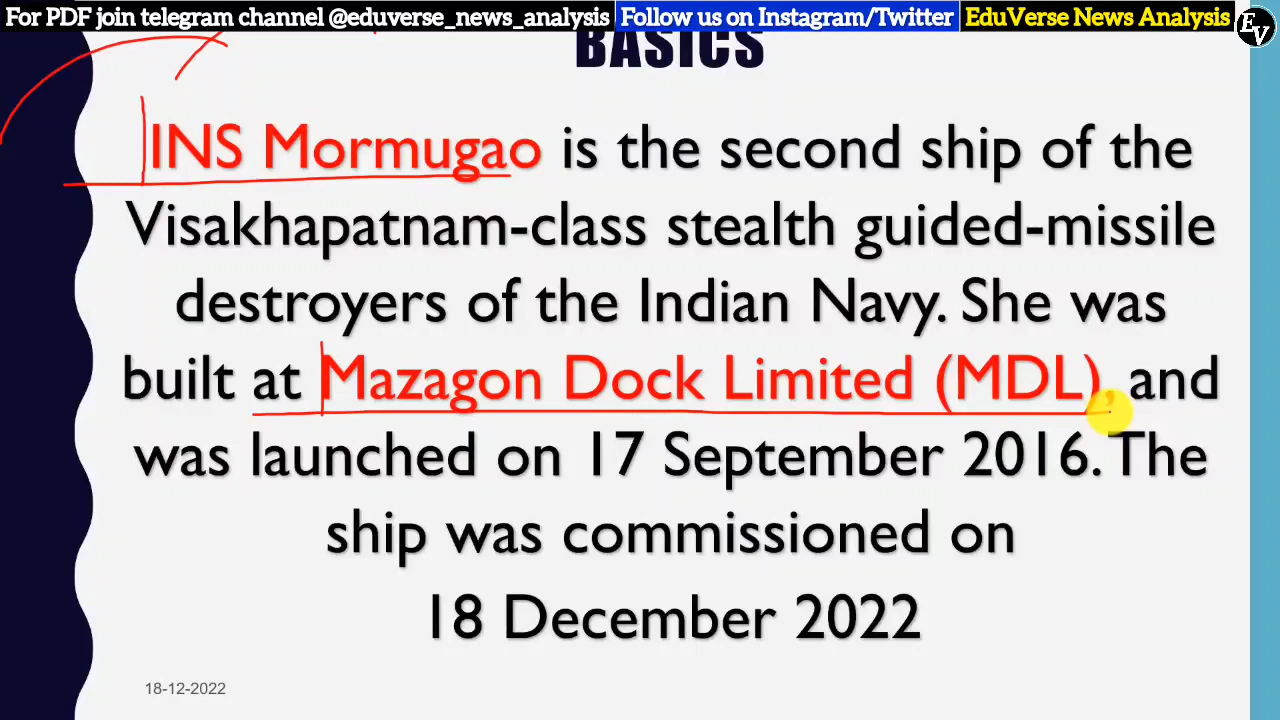 For PDF join telegram channel @eduverse_news_analysis Follow us on Instagram/Twitter EduVerse News Analysis EV
BASICS
INS Mormugao is the second ship of the
Visakhapatnam-class stealth guided-missile
destroyers of the Indian Navy. She was
built at Mazagon Dock Limited (MDL), and
was launched on 17 September 2016. The
ship was commissioned on
18 December 2022
18-12-2022